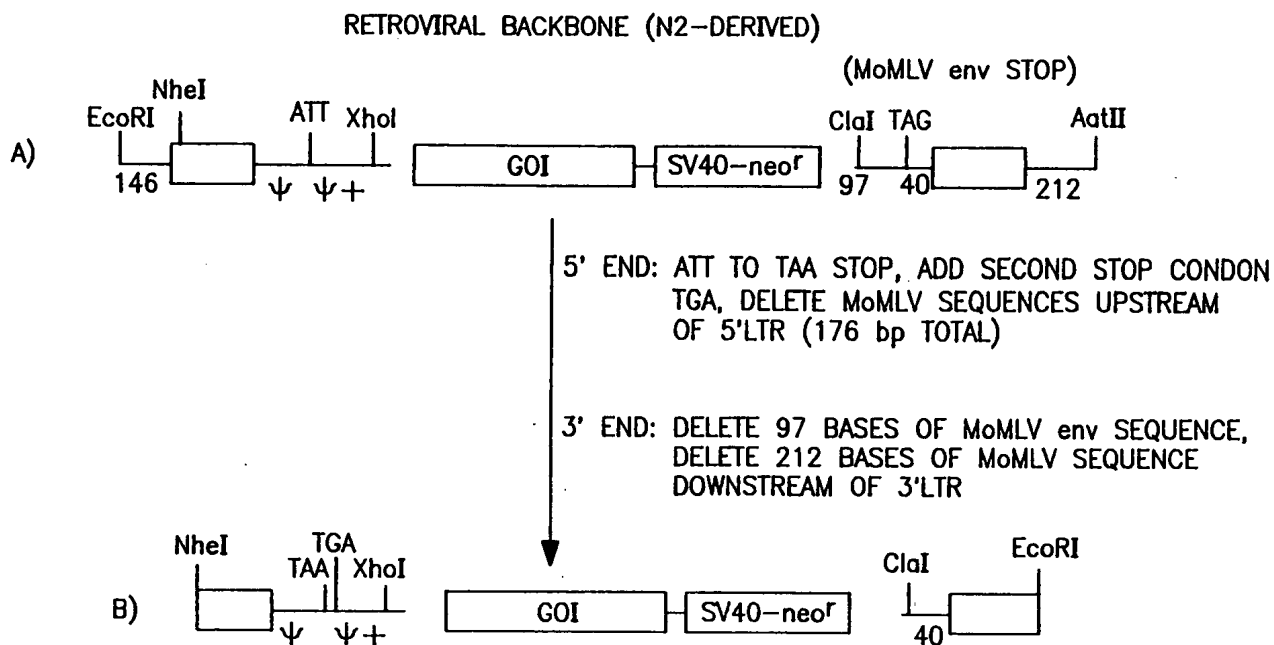 RETROVIRAL BACKBONE (N2-DERIVED)
(MoMLV env STOP)
EcoRI NheI ATT XhoI ClaI TAG AatII
A) GOI SV40-neoʳ
146 ψ ψ+ 97 40 212
5' END: ATT TO TAA STOP, ADD SECOND STOP CONDON
TGA, DELETE MoMLV SEQUENCES UPSTREAM
OF 5'LTR (176 bp TOTAL)
3' END: DELETE 97 BASES OF MoMLV env SEQUENCE,
DELETE 212 BASES OF MoMLV SEQUENCE
DOWNSTREAM OF 3'LTR
NheI TAA TGA XhoI ClaI EcoRI
B) GOI SV40-neoʳ
ψ ψ+ 40